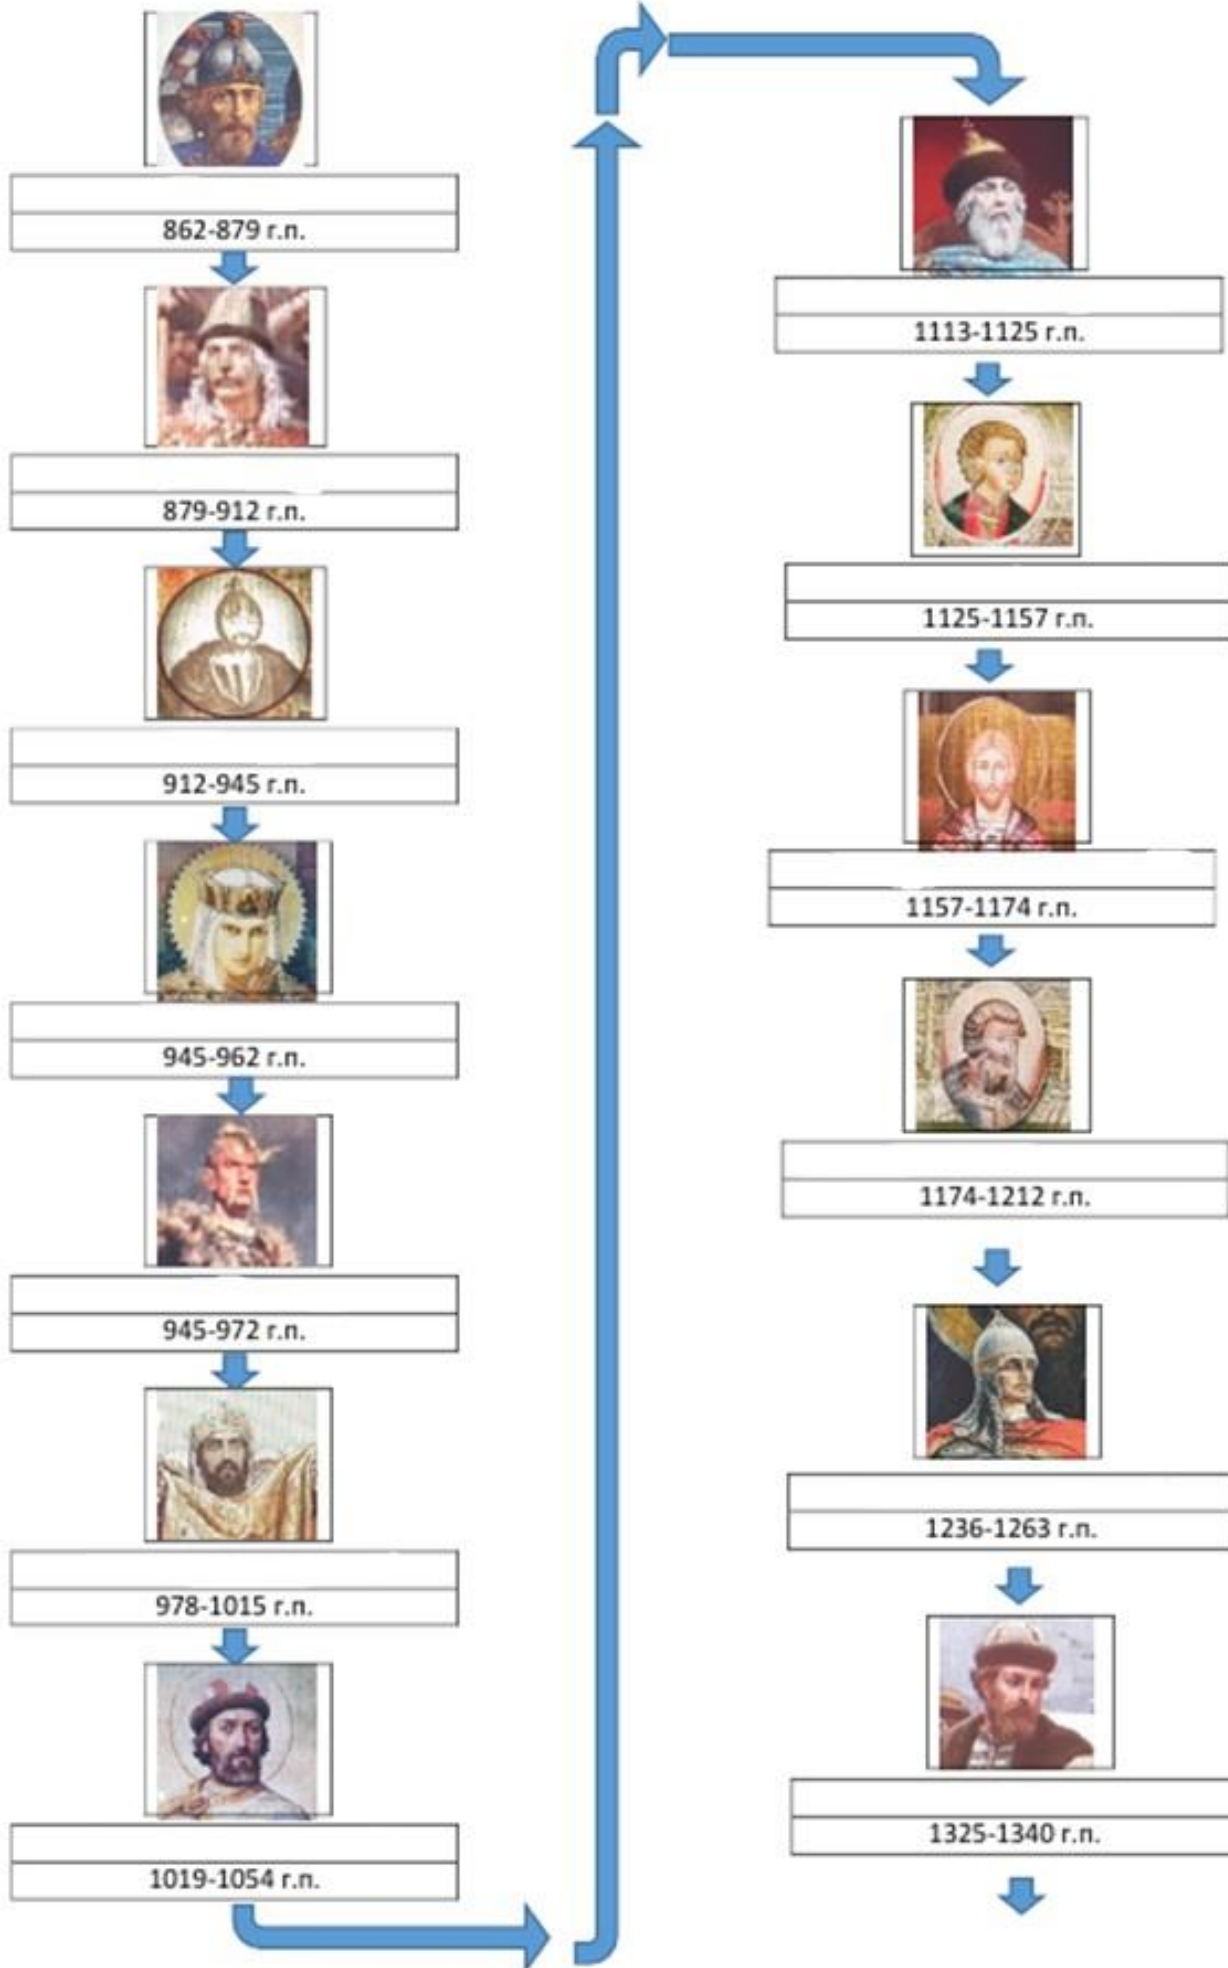 862-879 г.п.
879-912 г.п.
912-945 г.п.
945-962 г.п.
945-972 г.п.
978-1015 г.п.
1019-1054 г.п.
1113-1125 г.п.
1125-1157 г.п.
1157-1174 г.п.
1174-1212 г.п.
1236-1263 г.п.
1325-1340 г.п.